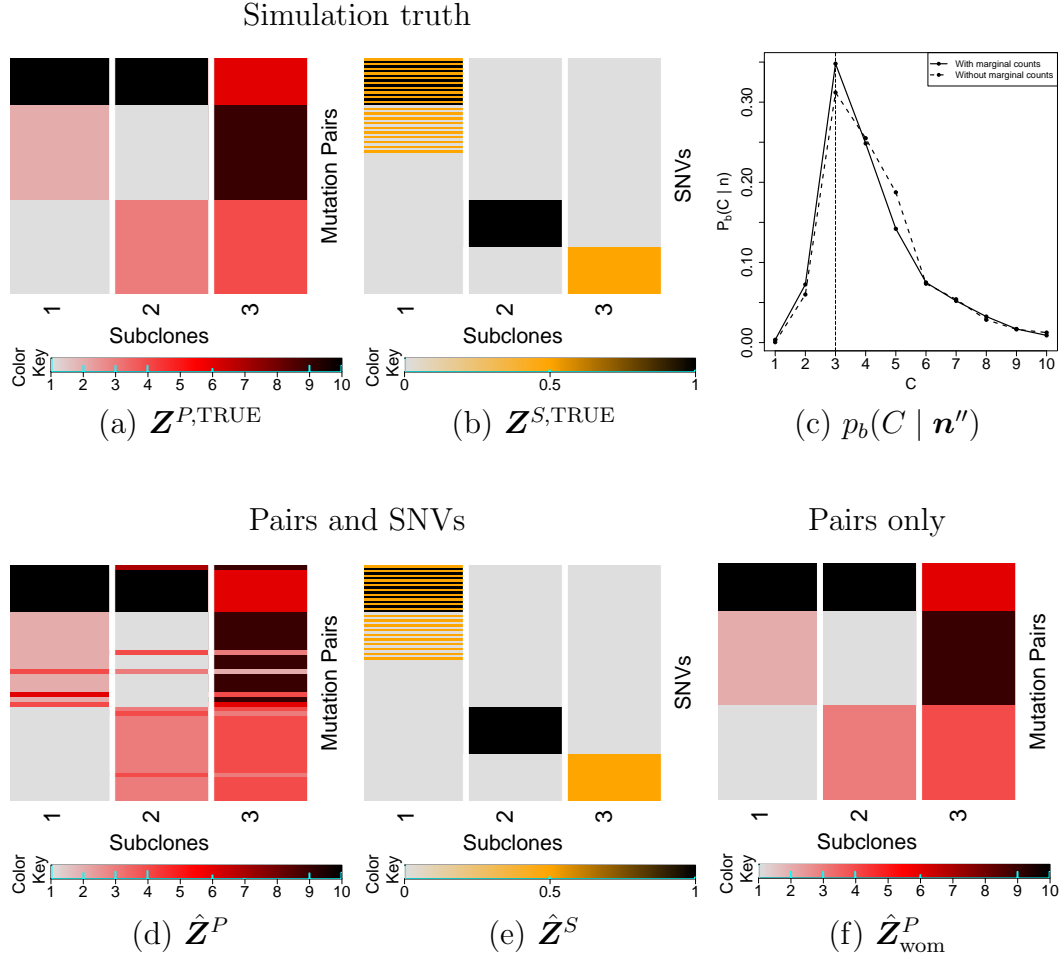 Simulation truth
Mutation Pairs
1 2 3
Subclones
Color Key
1 2 3 4 5 6 7 8 9 10
(a) Z^{P,TRUE}
SNVs
1 2 3
Subclones
Color Key
0 0.5 1
(b) Z^{S,TRUE}
With marginal counts
Without marginal counts
P_b(C | n)
0.00 0.10 0.20 0.30
1 2 3 4 5 6 7 8 9 10
C
(c) p_b(C | n′′)
Pairs and SNVs
Mutation Pairs
1 2 3
Subclones
Color Key
1 2 3 4 5 6 7 8 9 10
(d) Ẑ^P
SNVs
1 2 3
Subclones
Color Key
0 0.5 1
(e) Ẑ^S
Pairs only
Mutation Pairs
1 2 3
Subclones
Color Key
1 2 3 4 5 6 7 8 9 10
(f) Ẑ^P_{wom}